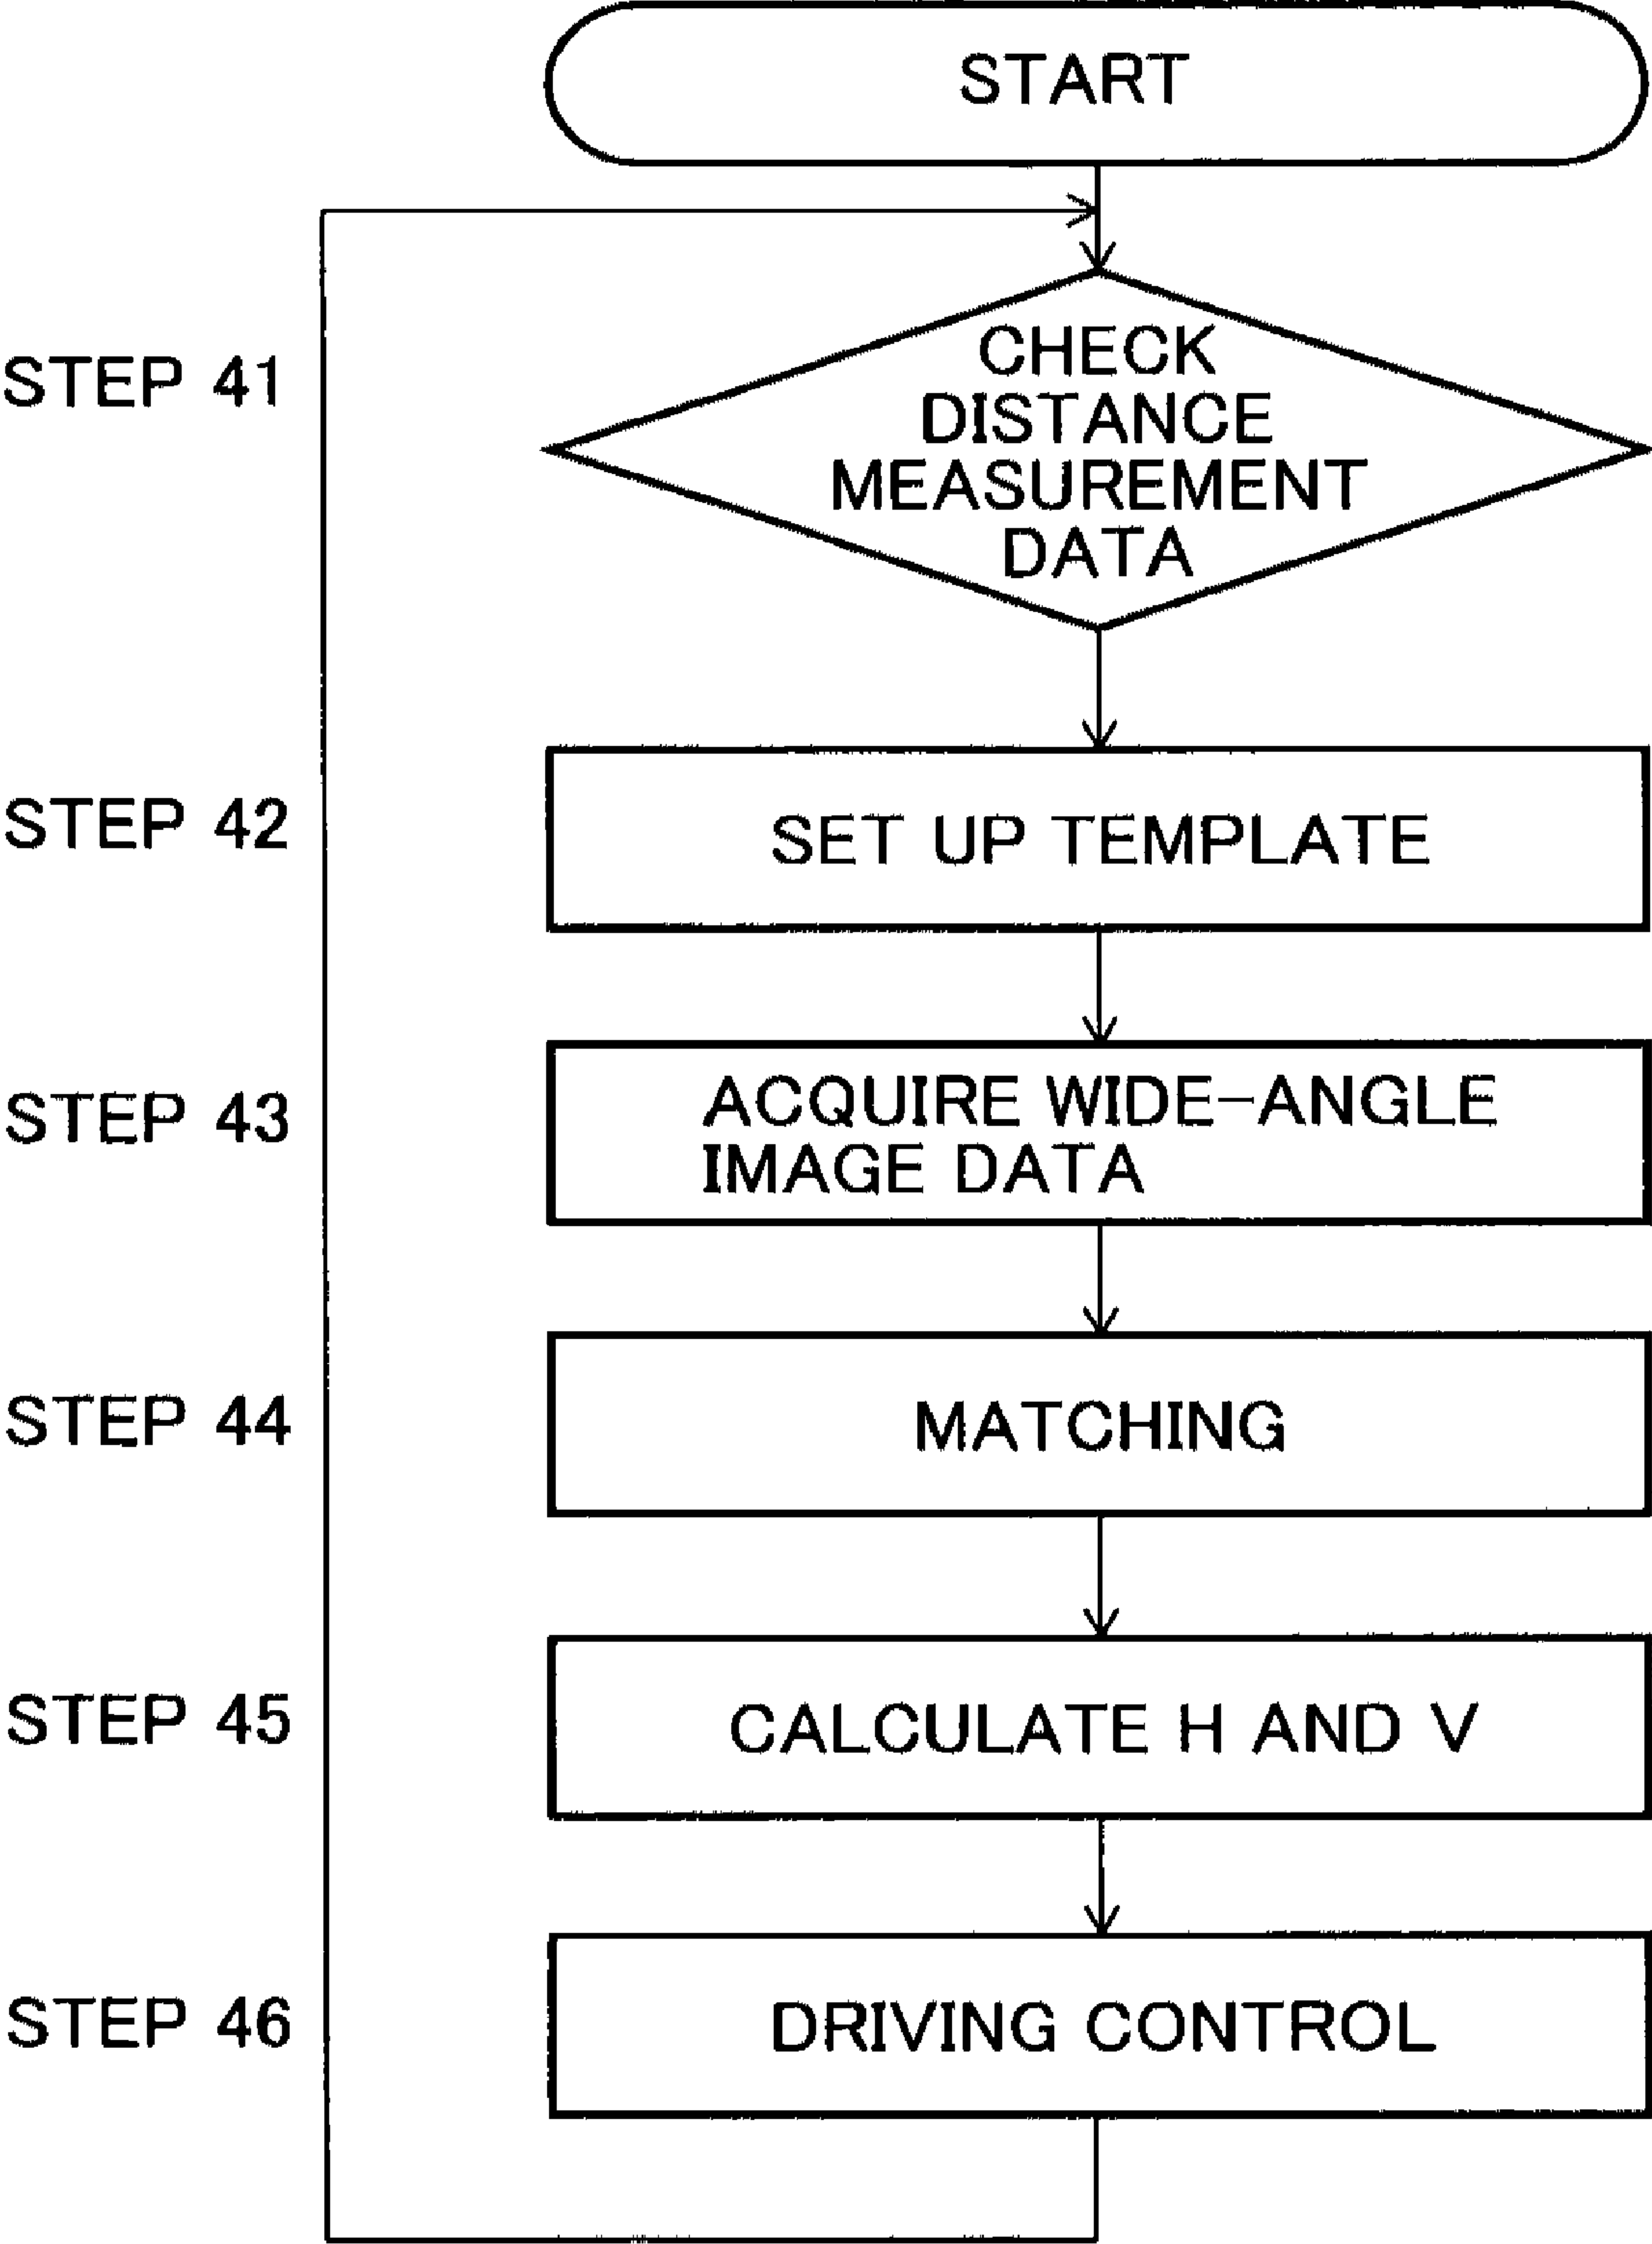 START
STEP 41
CHECK
DISTANCE
MEASUREMENT
DATA
STEP 42
SET UP TEMPLATE
STEP 43
ACQUIRE WIDE-ANGLE
IMAGE DATA
STEP 44
MATCHING
STEP 45
CALCULATE H AND V
STEP 46
DRIVING CONTROL